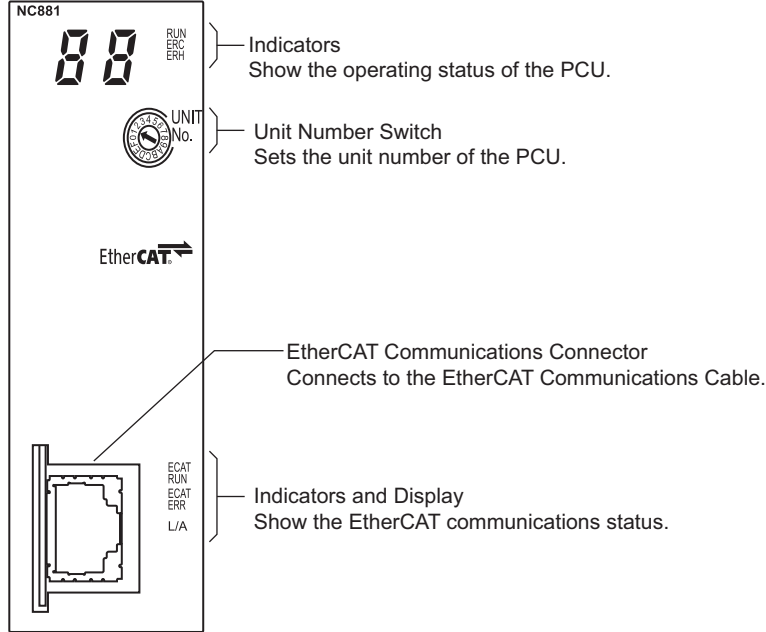 NC881
88
RUN
ERC
ERH
Indicators
Show the operating status of the PCU.
UNIT
No.
0123456789ABCDEF
Unit Number Switch
Sets the unit number of the PCU.
EtherCAT®
EtherCAT Communications Connector
Connects to the EtherCAT Communications Cable.
ECAT
RUN
ECAT
ERR
L/A
Indicators and Display
Show the EtherCAT communications status.